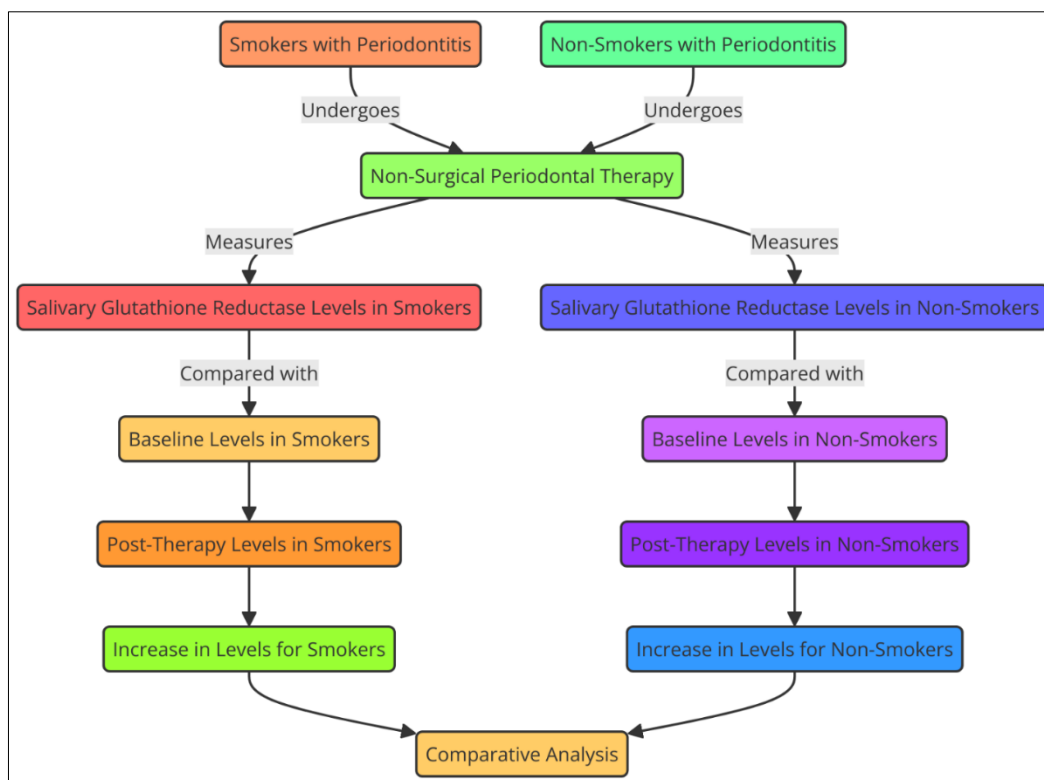 Smokers with Periodontitis
Non-Smokers with Periodontitis
Undergoes
Undergoes
Non-Surgical Periodontal Therapy
Measures
Measures
Salivary Glutathione Reductase Levels in Smokers
Salivary Glutathione Reductase Levels in Non-Smokers
Compared with
Compared with
Baseline Levels in Smokers
Baseline Levels in Non-Smokers
Post-Therapy Levels in Smokers
Post-Therapy Levels in Non-Smokers
Increase in Levels for Smokers
Increase in Levels for Non-Smokers
Comparative Analysis